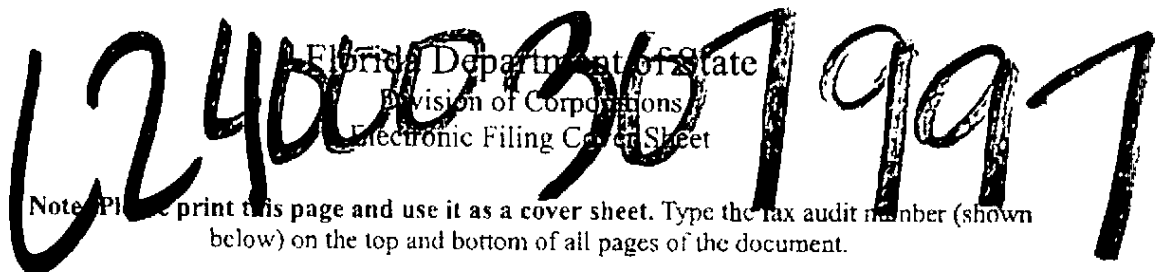 L24000307997
Florida Department of State
Division of Corporations
Electronic Filing Cover Sheet
Note: Please print this page and use it as a cover sheet. Type the fax audit number (shown
below) on the top and bottom of all pages of the document.